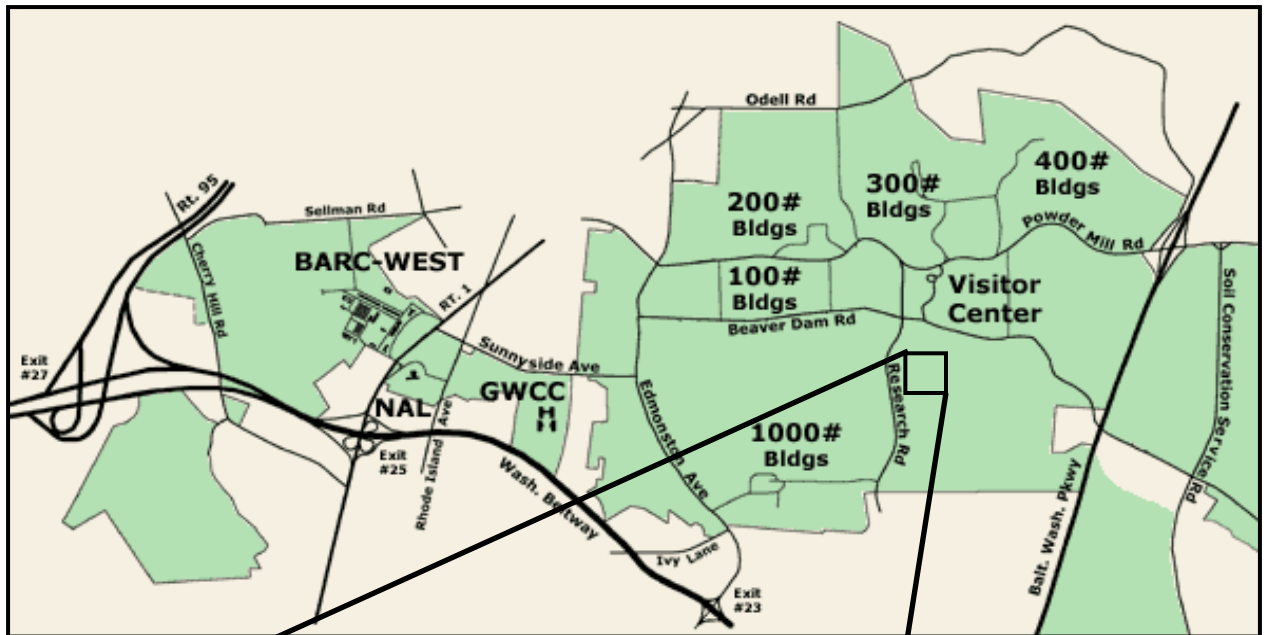 Odell Rd
400#
Bldgs
300#
Bldgs
200#
Bldgs
Powder Mill Rd
Rt. 95
Sellman Rd
BARC-WEST
Cherry Hill Rd
RT. 1
100#
Bldgs
Visitor
Center
Beaver Dam Rd
Soil Conservation Service Rd
Sunnyside Ave
Exit
#27
GWCC
NAL
Edmonston Ave
Research Rd
1000#
Bldgs
Exit
#25
Rhode Island Ave
Wash. Beltway
Balt. Wash. Pkwy
Ivy Lane
Exit
#23